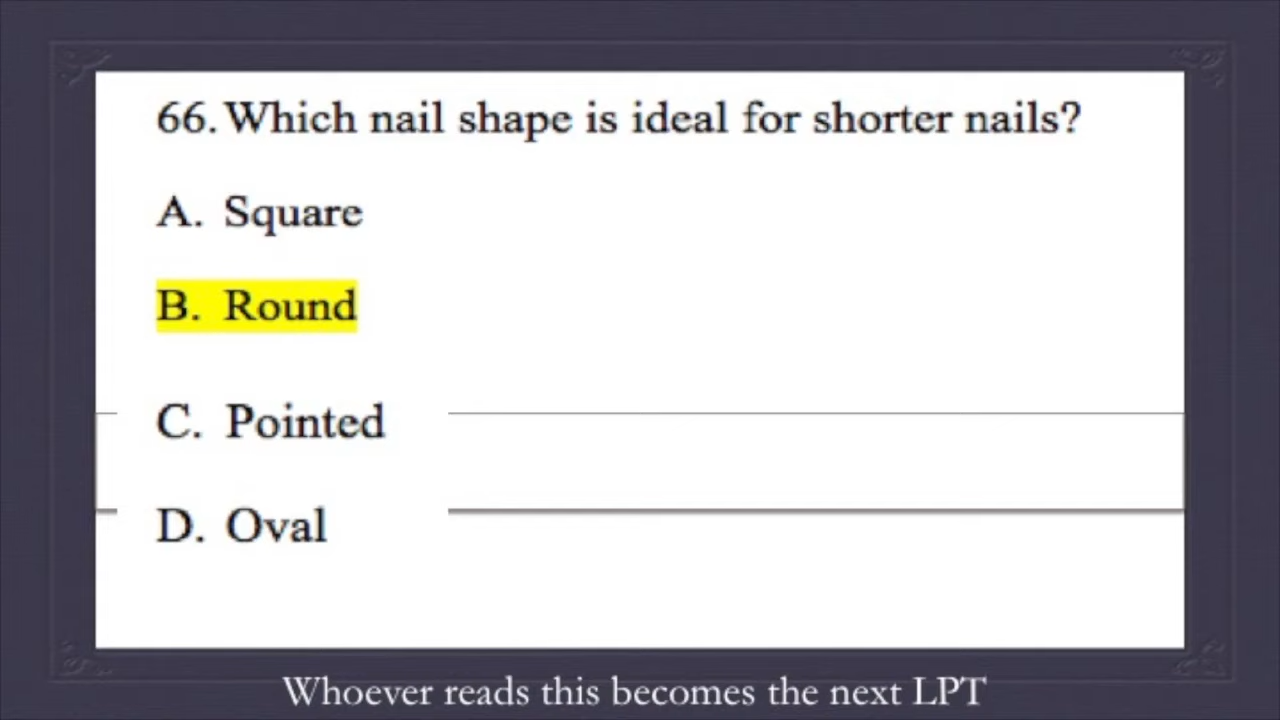 66. Which nail shape is ideal for shorter nails?
A. Square
B. Round
C. Pointed
D. Oval
Whoever reads this becomes the next LPT